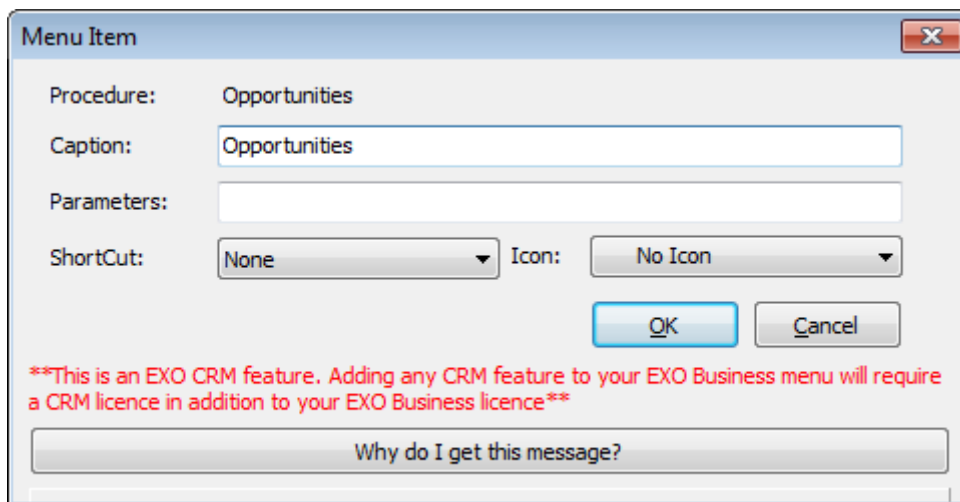 Menu Item
Procedure: Opportunities
Caption: Opportunities
Parameters:
ShortCut: None Icon: No Icon
OK Cancel
**This is an EXO CRM feature. Adding any CRM feature to your EXO Business menu will require
a CRM licence in addition to your EXO Business licence**
Why do I get this message?